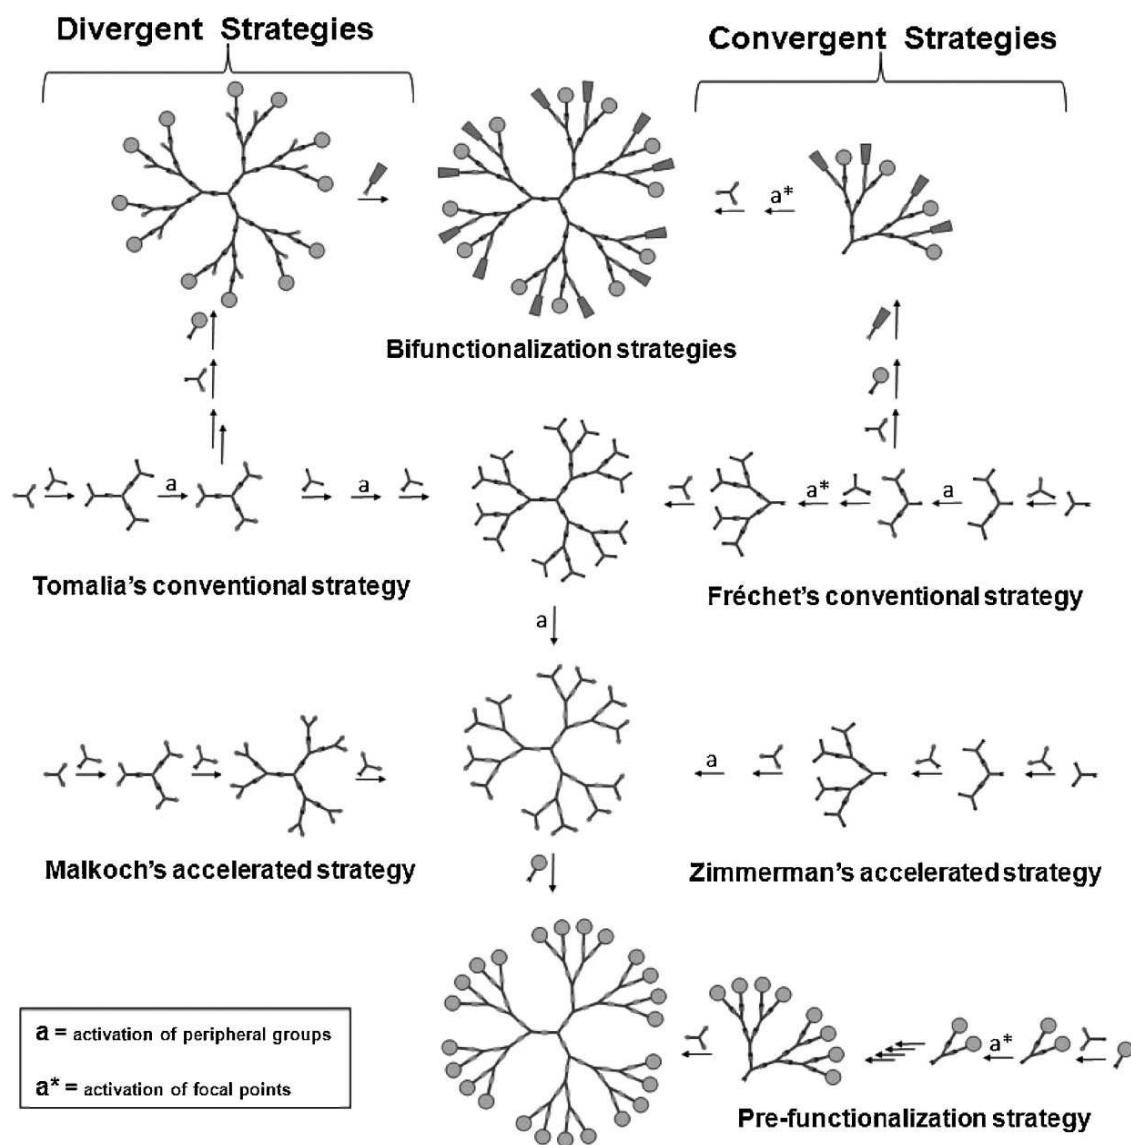 Divergent Strategies
Convergent Strategies
a*
Bifunctionalization strategies
a
a
a*
a
Tomalia's conventional strategy
Fréchet's conventional strategy
a
a
Malkoch's accelerated strategy
Zimmerman's accelerated strategy
a = activation of peripheral groups
a* = activation of focal points
a*
Pre-functionalization strategy